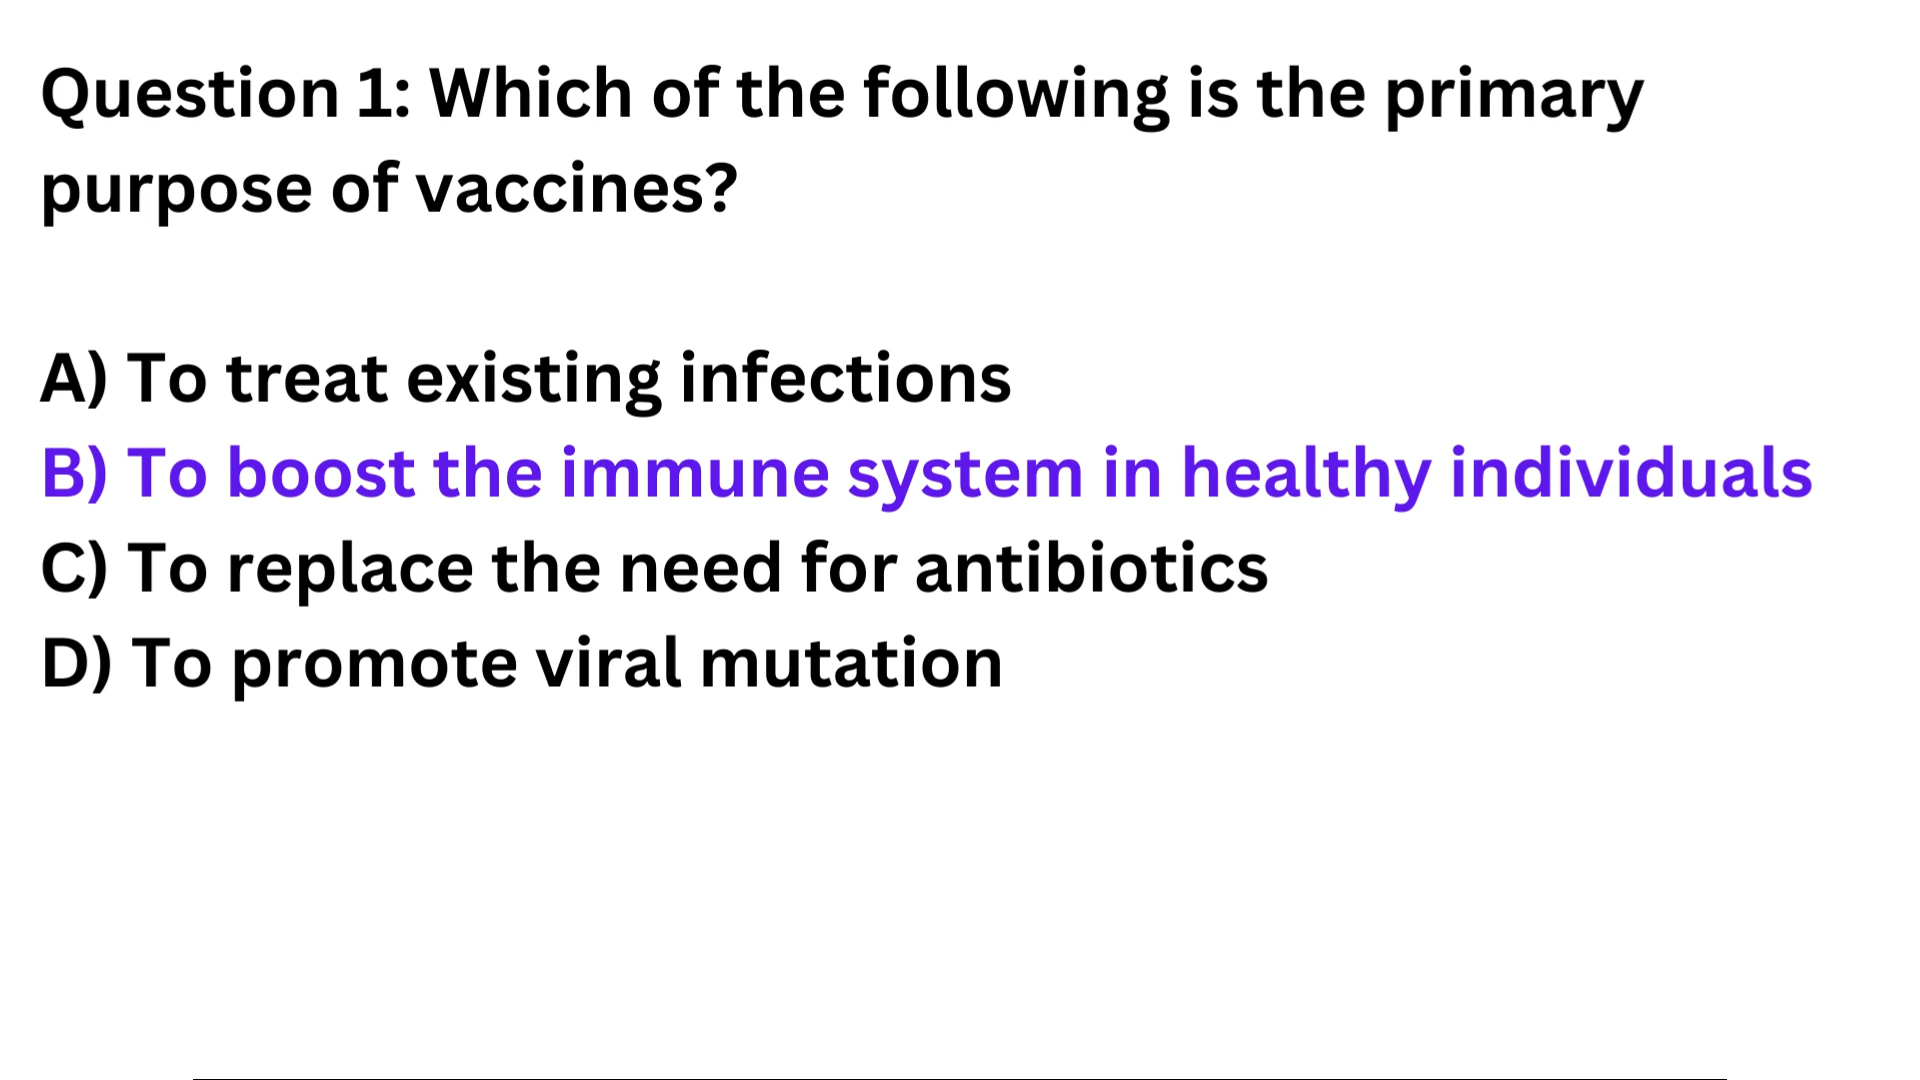 Question 1: Which of the following is the primary
purpose of vaccines?
A) To treat existing infections
B) To boost the immune system in healthy individuals
C) To replace the need for antibiotics
D) To promote viral mutation